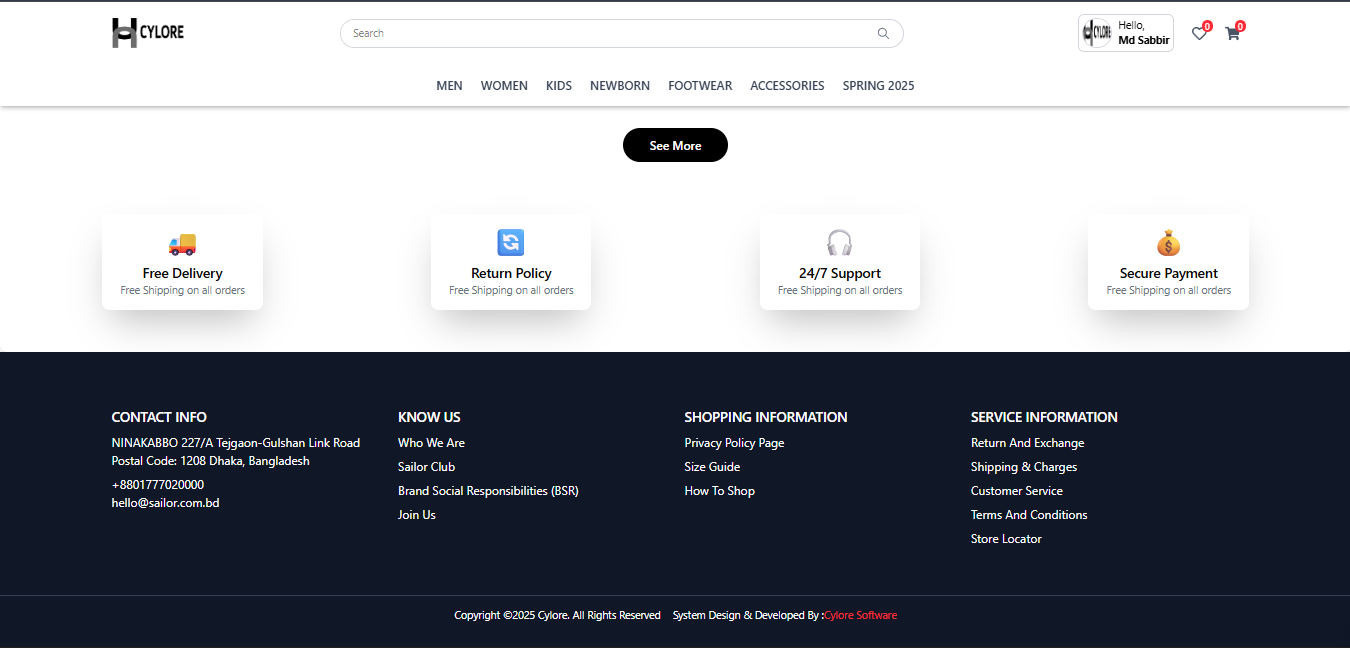 CYLORE
Search
CYLORE
Hello,
Md Sabbir
0
0
MEN WOMEN KIDS NEWBORN FOOTWEAR ACCESSORIES SPRING 2025
See More
Free Delivery
Free Shipping on all orders
Return Policy
Free Shipping on all orders
24/7 Support
Free Shipping on all orders
Secure Payment
Free Shipping on all orders
CONTACT INFO
NINAKABBO 227/A Tejgaon-Gulshan Link Road
Postal Code: 1208 Dhaka, Bangladesh
+8801777020000
hello@sailor.com.bd
KNOW US
Who We Are
Sailor Club
Brand Social Responsibilities (BSR)
Join Us
SHOPPING INFORMATION
Privacy Policy Page
Size Guide
How To Shop
SERVICE INFORMATION
Return And Exchange
Shipping & Charges
Customer Service
Terms And Conditions
Store Locator
Copyright ©2025 Cylore. All Rights Reserved System Design & Developed By :Cylore Software